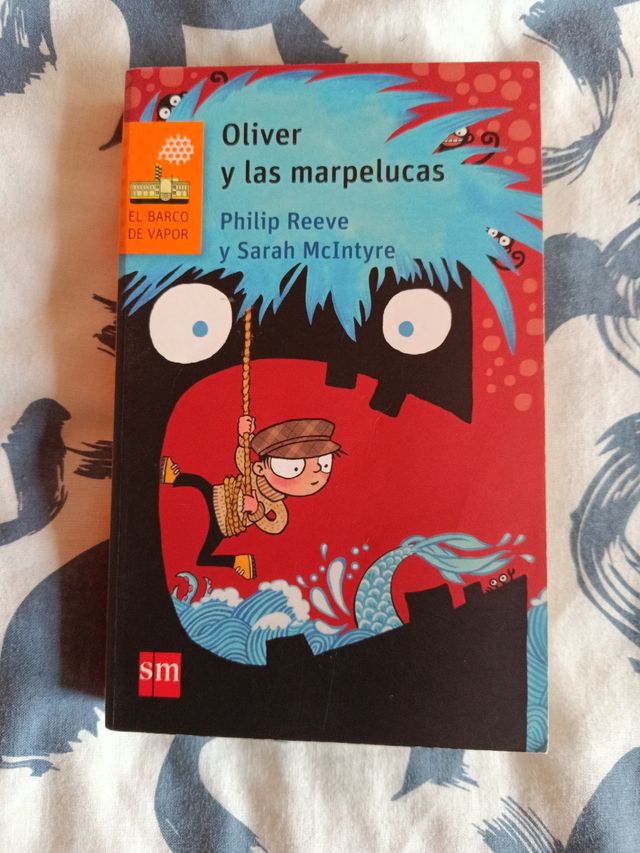 Oliver
y las marpelucas
EL BARCO
DE VAPOR
Philip Reeve
y Sarah McIntyre
sm